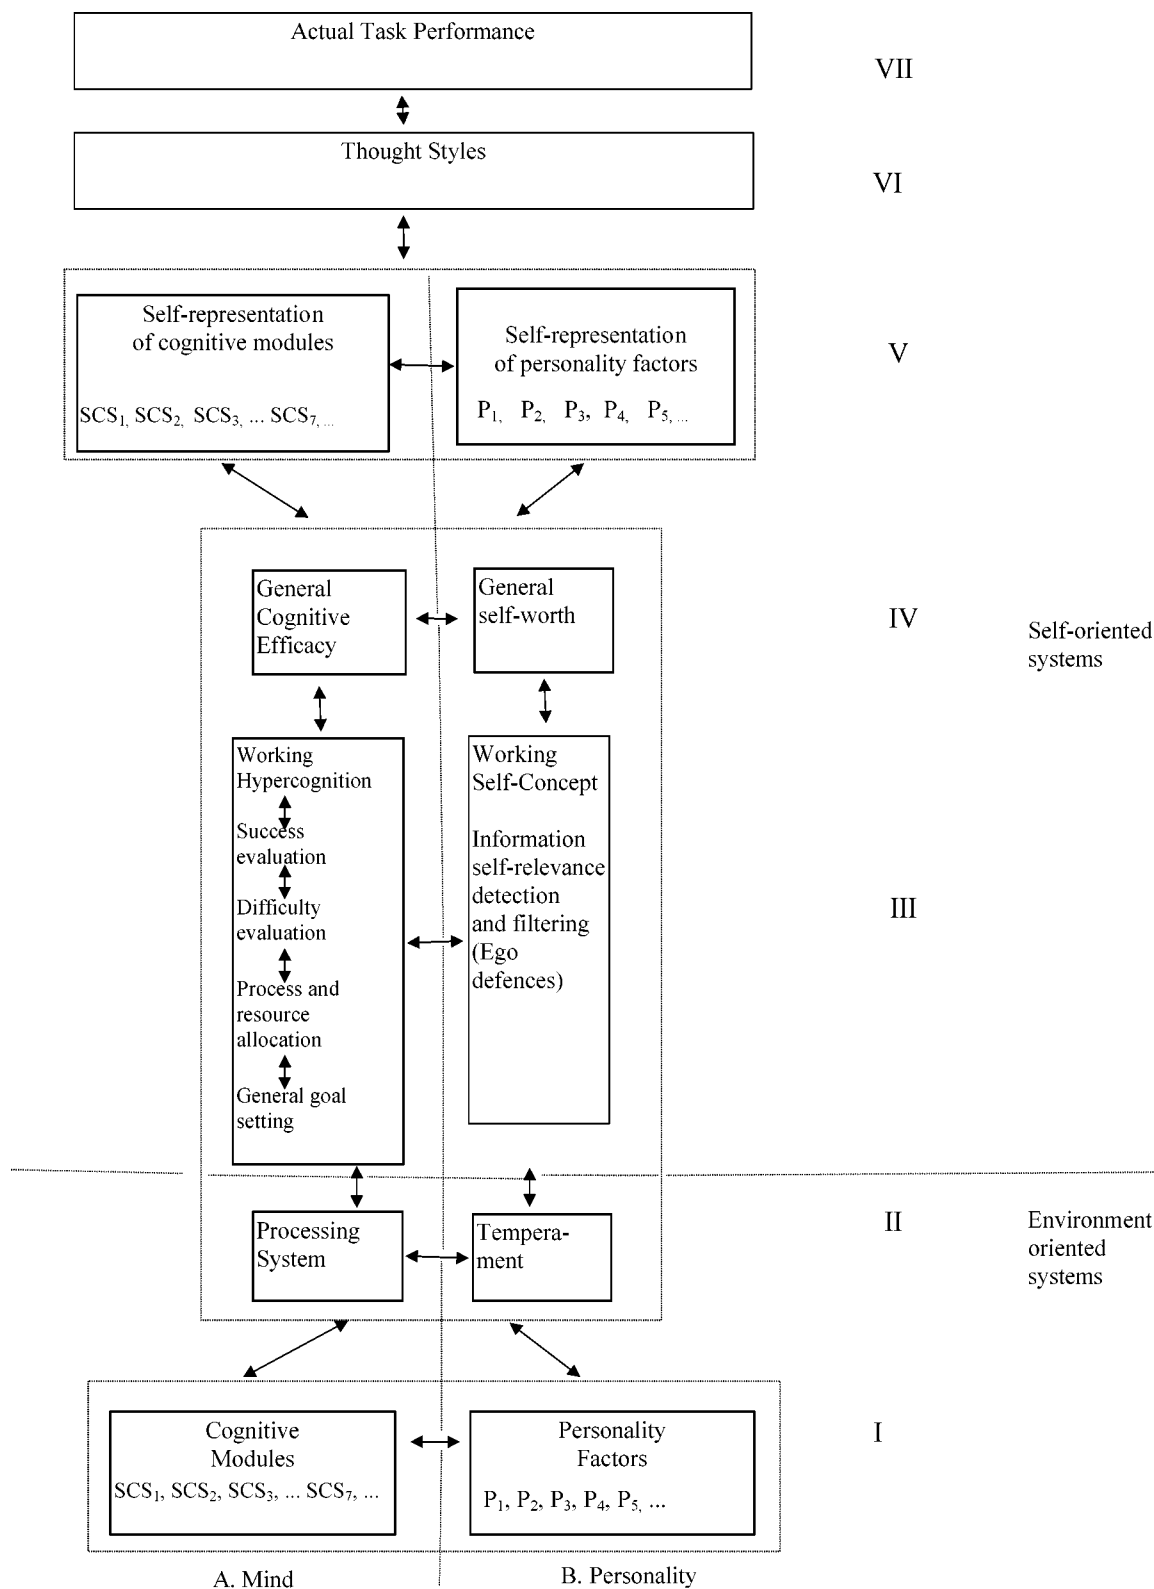 Actual Task Performance
VII
Thought Styles
VI
Self-representation
of cognitive modules
SCS1, SCS2, SCS3, ... SCS7, ...
Self-representation
of personality factors
P1, P2, P3, P4, P5, ...
V
General
Cognitive
Efficacy
General
self-worth
IV
Self-oriented
systems
Working
Hypercognition
Success
evaluation
Difficulty
evaluation
Process and
resource
allocation
General goal
setting
Working
Self-Concept
Information
self-relevance
detection
and filtering
(Ego
defences)
III
Processing
System
Tempera-
ment
II
Environment
oriented
systems
Cognitive
Modules
SCS1, SCS2, SCS3, ... SCS7, ...
Personality
Factors
P1, P2, P3, P4, P5, ...
I
A. Mind
B. Personality